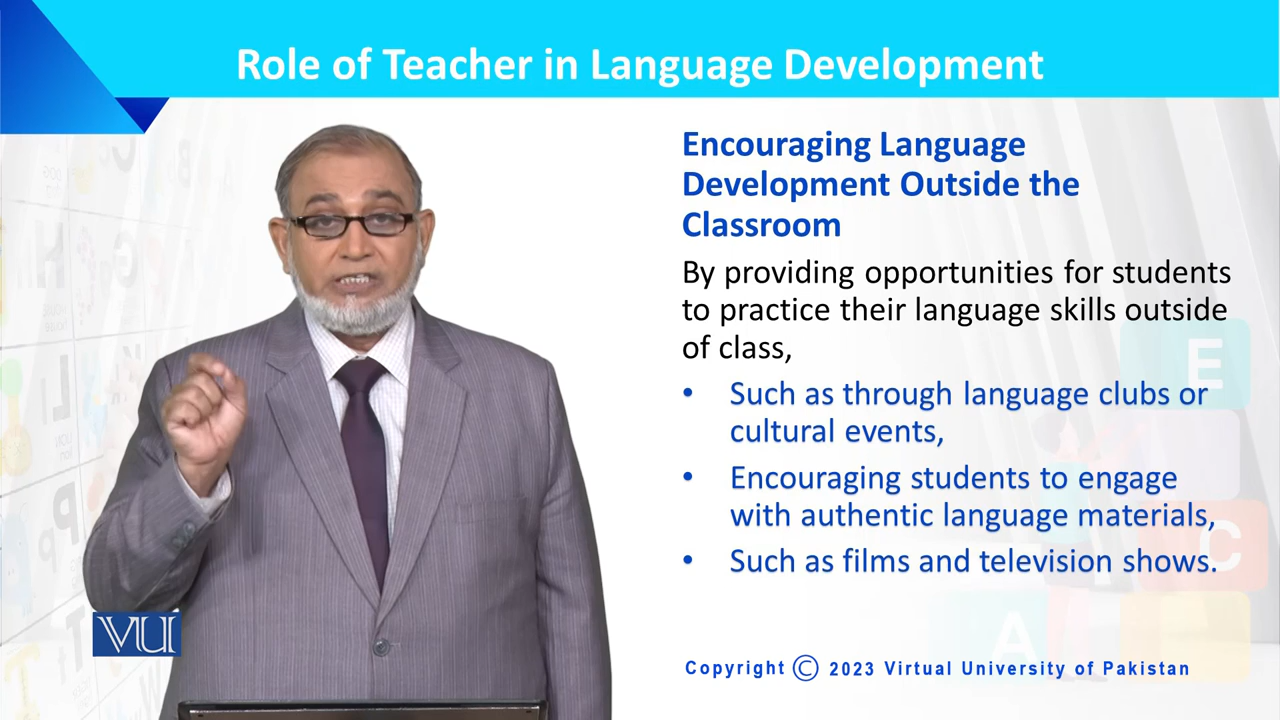 Role of Teacher in Language Development
Encouraging Language
Development Outside the
Classroom
By providing opportunities for students
to practice their language skills outside
of class,
• Such as through language clubs or
cultural events,
• Encouraging students to engage
with authentic language materials,
• Such as films and television shows.
VU
Copyright © 2023 Virtual University of Pakistan
E
C
A